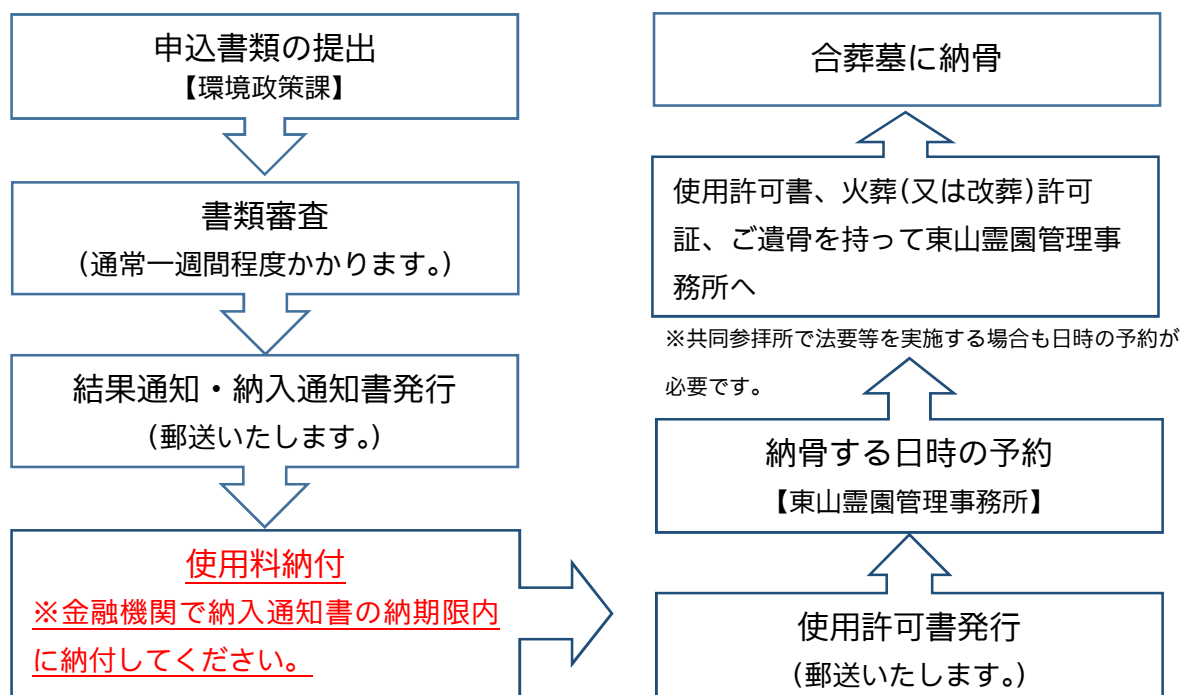 申込書類の提出
【環境政策課】
書類審査
(通常一週間程度かかります。)
結果通知・納入通知書発行
(郵送いたします。)
使用料納付
※金融機関で納入通知書の納期限内
に納付してください。
使用許可書発行
(郵送いたします。)
納骨する日時の予約
【東山霊園管理事務所】
※共同参拝所で法要等を実施する場合も日時の予約が
必要です。
使用許可書、火葬(又は改葬)許可
証、ご遺骨を持って東山霊園管理事
務所へ
合葬墓に納骨